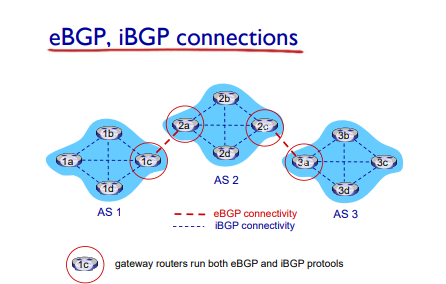 eBGP, iBGP connections
2b
2a
2c
1b
3b
2d
1a
1c
3a
3c
1d
AS 2
3d
AS 1
eBGP connectivity
AS 3
iBGP connectivity
1c
gateway routers run both eBGP and iBGP protools